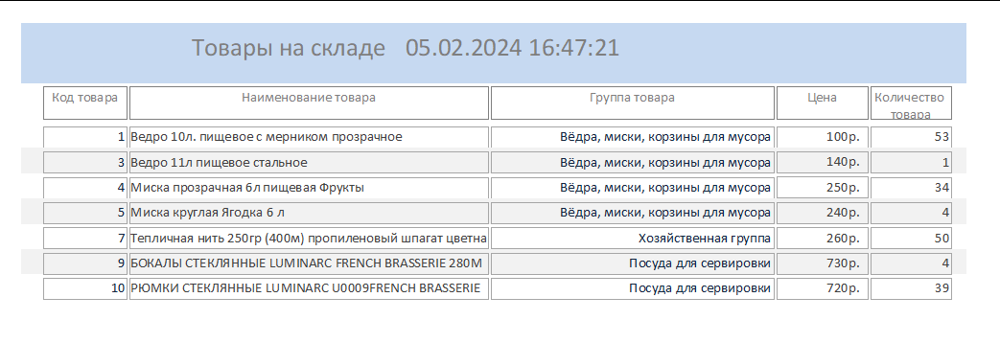 Товары на складе 05.02.2024 16:47:21
Код товара Наименование товара Группа товара Цена Количество товара
1 Ведро 10л. пищевое с мерником прозрачное Вёдра, миски, корзины для мусора 100р. 53
3 Ведро 11л пищевое стальное Вёдра, миски, корзины для мусора 140р. 1
4 Миска прозрачная 6л пищевая Фрукты Вёдра, миски, корзины для мусора 250р. 34
5 Миска круглая Ягодка 6 л Вёдра, миски, корзины для мусора 240р. 4
7 Тепличная нить 250гр (400м) пропиленовый шпагат цветна Хозяйственная группа 260р. 50
9 БОКАЛЫ СТЕКЛЯННЫЕ LUMINARC FRENCH BRASSERIE 280М Посуда для сервировки 730р. 4
10 РЮМКИ СТЕКЛЯННЫЕ LUMINARC U0009FRENCH BRASSERIE Посуда для сервировки 720р. 39